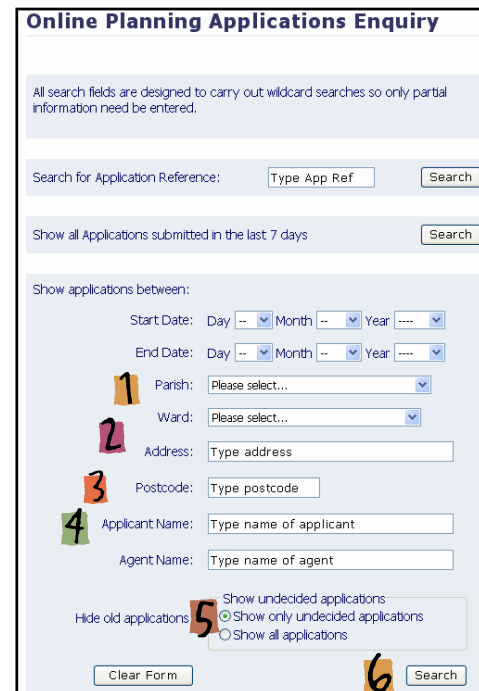 Online Planning Applications Enquiry
All search fields are designed to carry out wildcard searches so only partial
information need be entered.
Search for Application Reference: Type App Ref Search
Show all Applications submitted in the last 7 days Search
Show applications between:
Start Date: Day -- Month -- Year ----
End Date: Day -- Month -- Year ----
1 Parish: Please select...
2 Ward: Please select...
Address: Type address
3 Postcode: Type postcode
4 Applicant Name: Type name of applicant
Agent Name: Type name of agent
Show undecided applications
Hide old applications 5 Show only undecided applications
Show all applications
Clear Form 6 Search